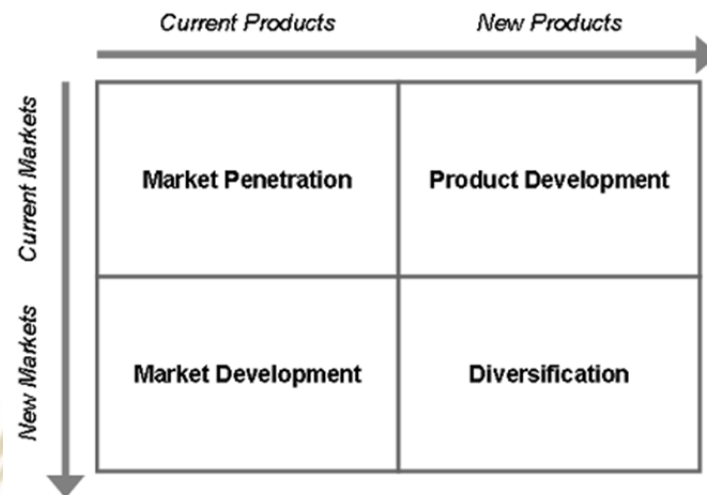 Current Products
New Products
Current Markets
Market Penetration
Product Development
New Markets
Market Development
Diversification